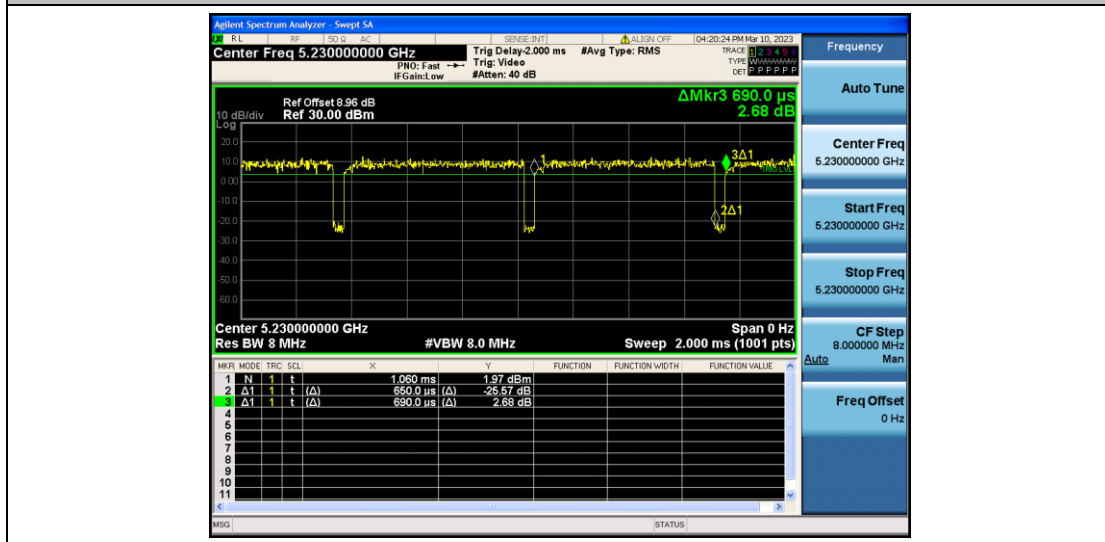 Agilent Spectrum Analyzer - Swept SA
RL RF 50 Ω AC SENSE:INT ALIGN OFF 04:20:24 PM Mar 10, 2023
Center Freq 5.230000000 GHz Trig Delay-2.000 ms #Avg Type: RMS TRACE 1 2 3 4 5 6
PNO: Fast Trig: Video TYPE
IFGain:Low #Atten: 40 dB DET P P P P P P
Frequency
Auto Tune
Center Freq
5.230000000 GHz
Start Freq
5.230000000 GHz
Stop Freq
5.230000000 GHz
CF Step
8.000000 MHz
Auto Man
Freq Offset
0 Hz
ΔMkr3 690.0 µs
2.68 dB
Ref Offset 8.96 dB
10 dB/div Ref 30.00 dBm
Log
20.0
10.0
0.00
-10.0
-20.0
-30.0
-40.0
-50.0
-60.0
1
3Δ1
TRIG LVL
2Δ1
Center 5.230000000 GHz Span 0 Hz
Res BW 8 MHz #VBW 8.0 MHz Sweep 2.000 ms (1001 pts)
MKR MODE TRC SCL X Y FUNCTION FUNCTION WIDTH FUNCTION VALUE
1 N 1 t 1.060 ms 1.97 dBm
2 Δ1 1 t (Δ) 650.0 µs (Δ) -25.57 dB
3 Δ1 1 t (Δ) 690.0 µs (Δ) 2.68 dB
4
5
6
7
8
9
10
11
MSG STATUS